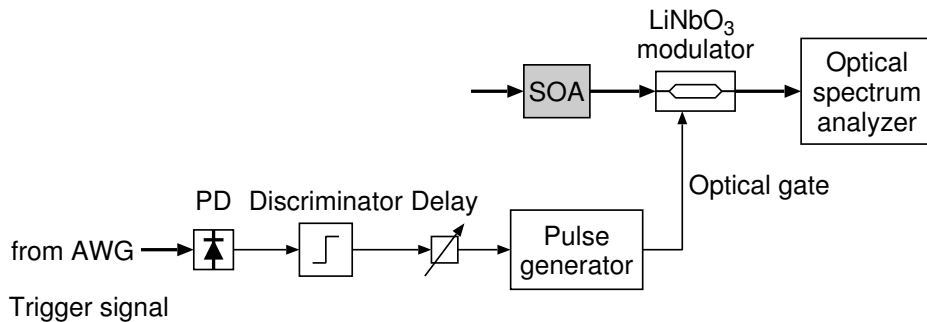 LiNbO₃
modulator
SOA
Optical
spectrum
analyzer
Optical gate
PD Discriminator Delay
from AWG
Pulse
generator
Trigger signal